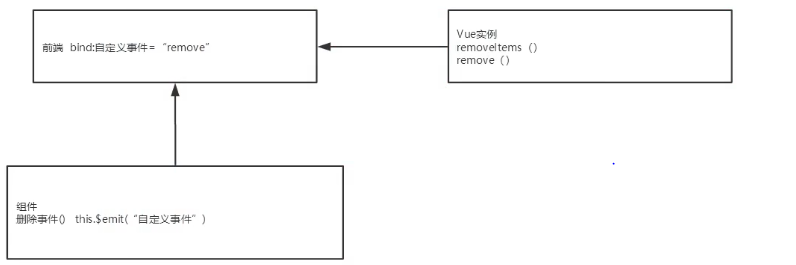 前端 bind:自定义事件=“remove”
Vue实例
removeItems（）
remove（）
组件
删除事件() this.$emit(“自定义事件”)